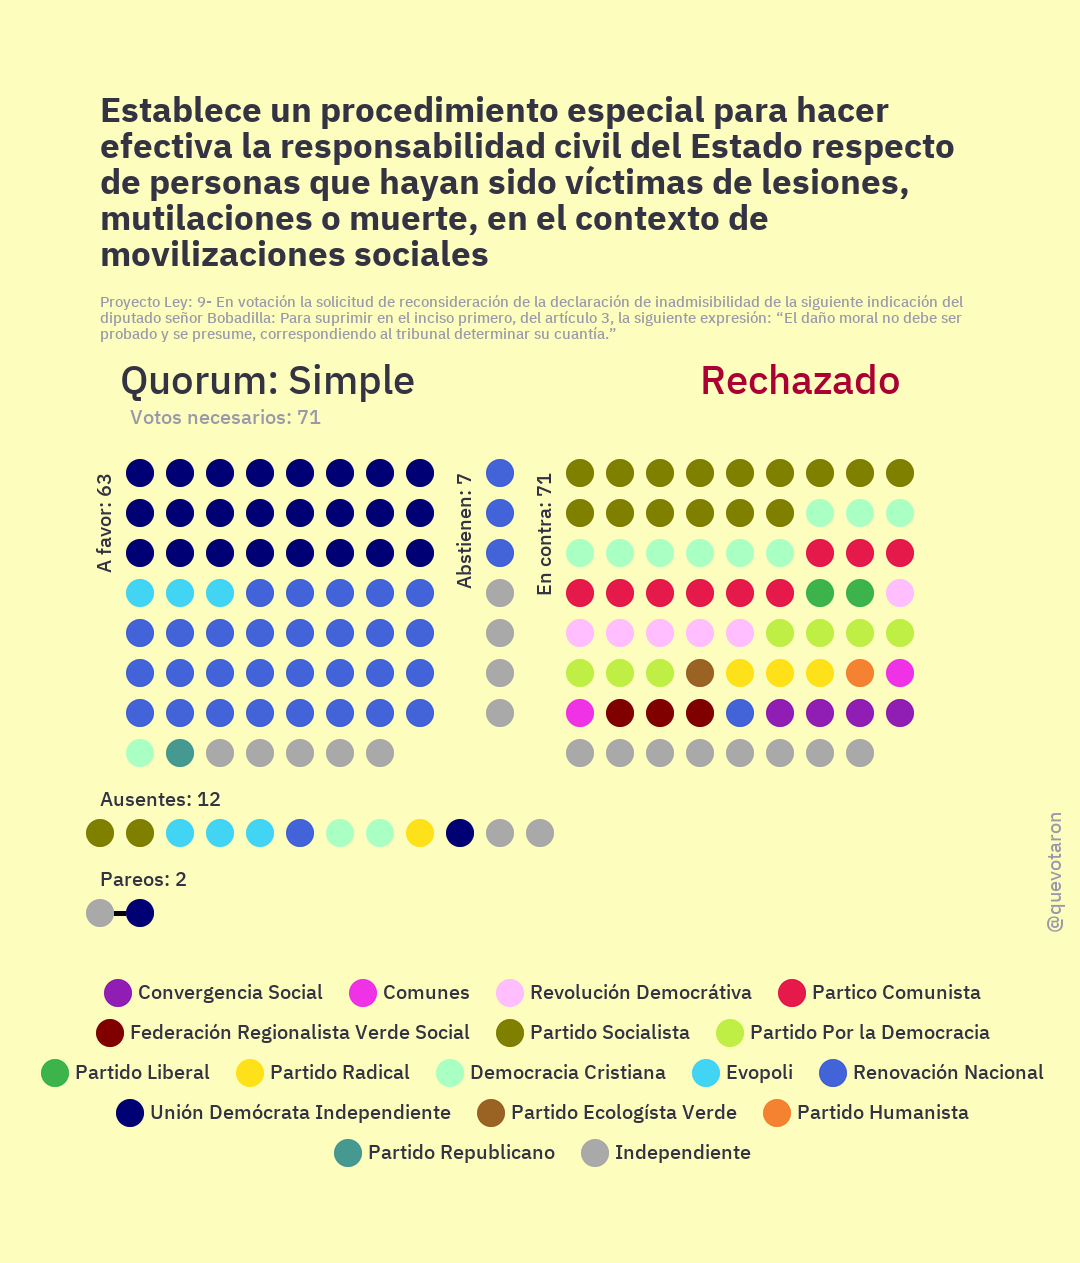 Establece un procedimiento especial para hacer
efectiva la responsabilidad civil del Estado respecto
de personas que hayan sido víctimas de lesiones,
mutilaciones o muerte, en el contexto de
movilizaciones sociales
Proyecto Ley: 9- En votación la solicitud de reconsideración de la declaración de inadmisibilidad de la siguiente indicación del
diputado señor Bobadilla: Para suprimir en el inciso primero, del artículo 3, la siguiente expresión: “El daño moral no debe ser
probado y se presume, correspondiendo al tribunal determinar su cuantía.”
Quorum: Simple
Rechazado
Votos necesarios: 71
A favor: 63
Abstienen: 7
En contra: 71
Ausentes: 12
Pareos: 2
@quevotaron
Convergencia Social
Comunes
Revolución Democrátiva
Partico Comunista
Federación Regionalista Verde Social
Partido Socialista
Partido Por la Democracia
Partido Liberal
Partido Radical
Democracia Cristiana
Evopoli
Renovación Nacional
Unión Demócrata Independiente
Partido Ecologísta Verde
Partido Humanista
Partido Republicano
Independiente